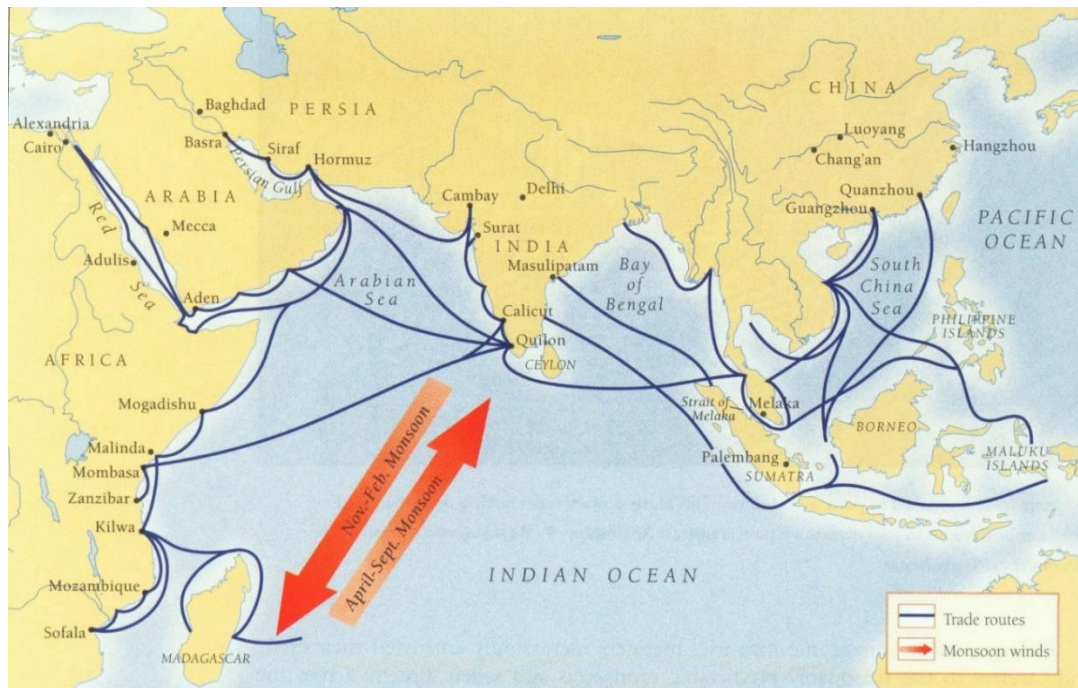 CHINA
Baghdad
PERSIA
Alexandria
Cairo
Basra
Siraf
Hormuz
Persian Gulf
Luoyang
Chang'an
Hangzhou
ARABIA
Mecca
Red Sea
Cambay
Delhi
Surat
INDIA
Masulipatam
Quanzhou
Guangzhou
PACIFIC
OCEAN
Adulis
Aden
Arabian
Sea
Bay
of
Bengal
South
China
Sea
Calicut
Quilon
CEYLON
PHILIPPINE
ISLANDS
AFRICA
Mogadishu
Strait of
Melaka
Melaka
BORNEO
Malinda
Mombasa
Zanzibar
Kilwa
Palembang
SUMATRA
MALUKU
ISLANDS
Nov.-Feb. Monsoon
April-Sept. Monsoon
Mozambique
Sofala
MADAGASCAR
INDIAN OCEAN
Trade routes
Monsoon winds